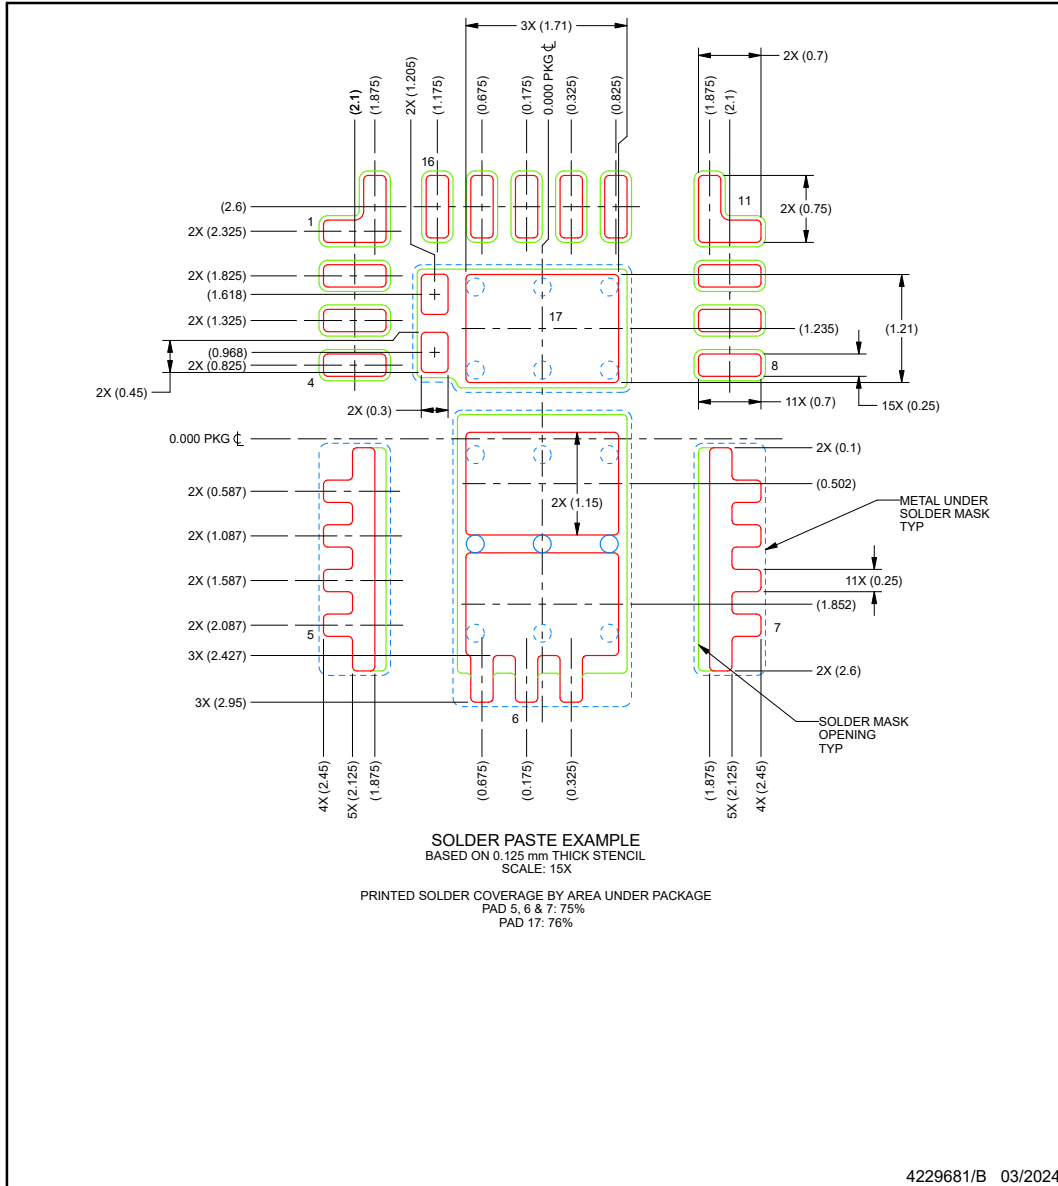 3X (1.71)
2X (0.7)
(2.1)
(1.875)
2X (1.205)
(1.175)
(0.675)
(0.175)
0.000 PKG ℄
(0.325)
(0.825)
(1.875)
(2.1)
16
1
11
(2.6)
2X (2.325)
2X (0.75)
2X (1.825)
(1.618)
2X (1.325)
17
(1.235)
(1.21)
(0.968)
2X (0.825)
4
8
2X (0.45)
2X (0.3)
11X (0.7)
15X (0.25)
0.000 PKG ℄
2X (0.1)
2X (0.587)
(0.502)
2X (1.15)
METAL UNDER
SOLDER MASK
TYP
2X (1.087)
2X (1.587)
11X (0.25)
(1.852)
2X (2.087)
5
7
3X (2.427)
2X (2.6)
3X (2.95)
6
SOLDER MASK
OPENING
TYP
4X (2.45)
5X (2.125)
(1.875)
(0.675)
(0.175)
(0.325)
(1.875)
5X (2.125)
4X (2.45)
SOLDER PASTE EXAMPLE
BASED ON 0.125 mm THICK STENCIL
SCALE: 15X
PRINTED SOLDER COVERAGE BY AREA UNDER PACKAGE
PAD 5, 6 & 7: 75%
PAD 17: 76%
4229681/B 03/2024